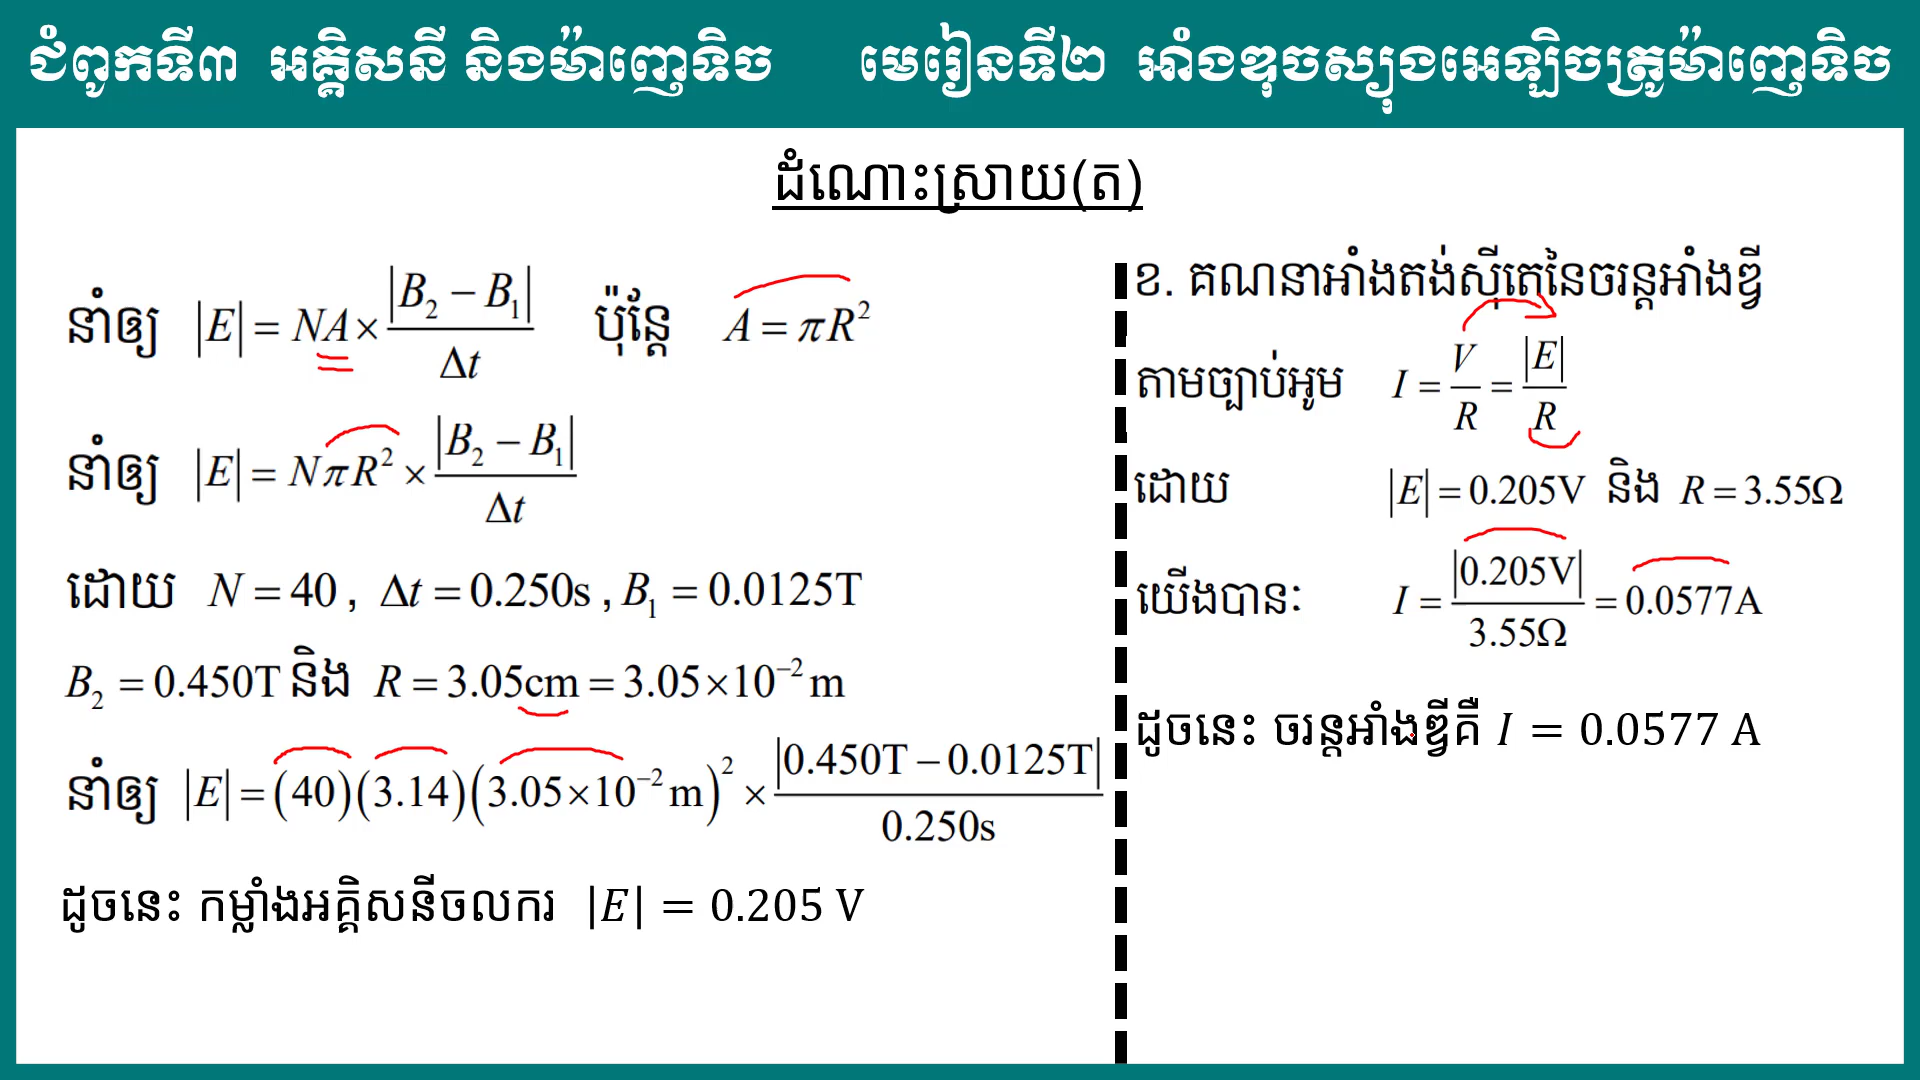 ជំពូកទី៣ អគ្គិសនី និងម៉ាញេទិច មេរៀនទី២ អាំងឌុចស្យុងអេឡិចត្រូម៉ាញេទិច
ដំណោះស្រាយ(ត)
នាំឲ្យ |E| = NA × |B₂ − B₁| / Δt ប៉ុន្តែ A = πR²
នាំឲ្យ |E| = NπR² × |B₂ − B₁| / Δt
ដោយ N = 40 , Δt = 0.250s , B₁ = 0.0125T
B₂ = 0.450T និង R = 3.05cm = 3.05×10⁻² m
នាំឲ្យ |E| = (40)(3.14)(3.05×10⁻² m)² × |0.450T − 0.0125T| / 0.250s
ដូចនេះ កម្លាំងអគ្គិសនីចលករ |E| = 0.205 V
ខ. គណនាអាំងតង់ស៊ីតេនៃចរន្តអាំងឌ្វី
តាមច្បាប់អូម I = V / R = |E| / R
ដោយ |E| = 0.205V និង R = 3.55Ω
យើងបាន: I = |0.205V| / 3.55Ω = 0.0577A
ដូចនេះ ចរន្តអាំងឌ្វីគឺ I = 0.0577 A